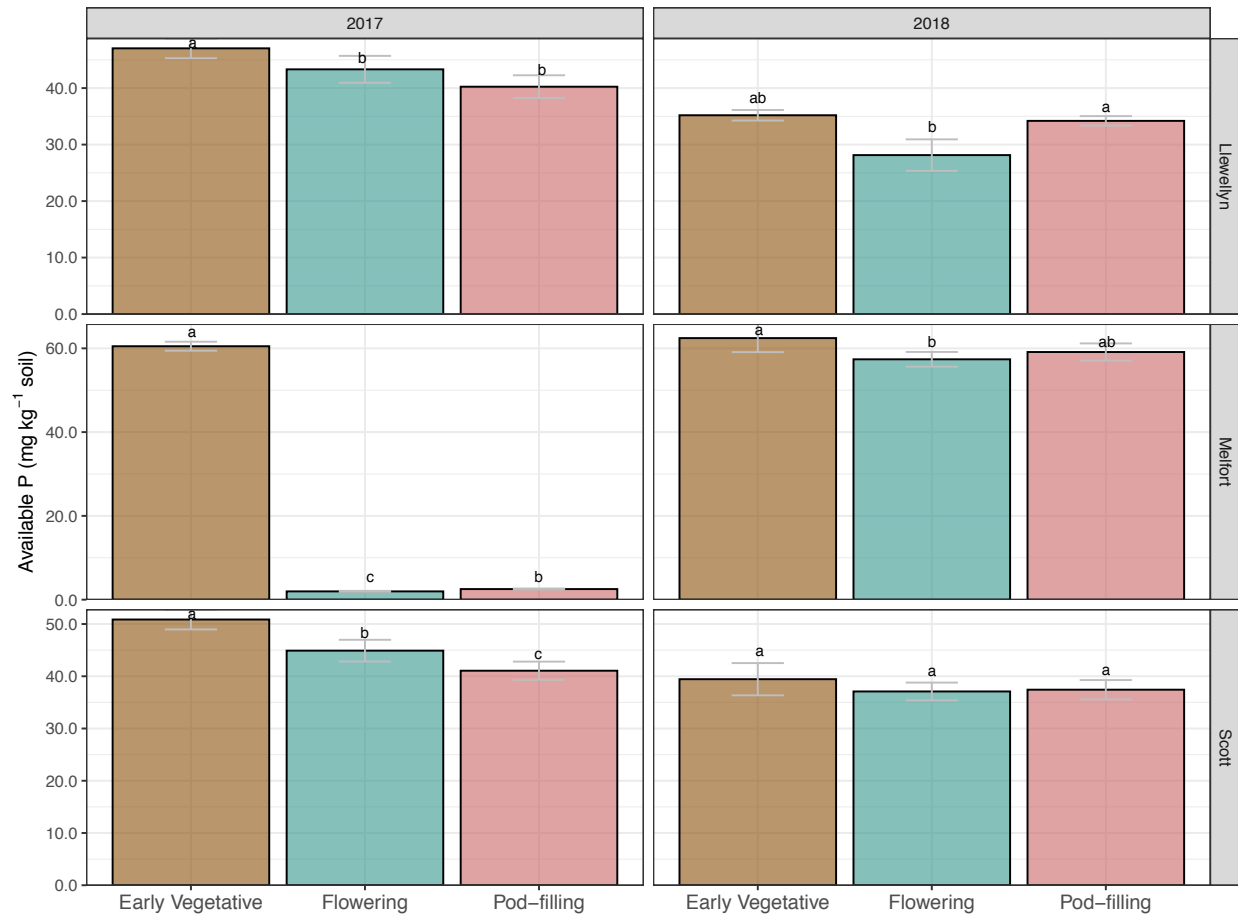 2017
2018
a
b
b
ab
b
a
40.0
30.0
20.0
10.0
0.0
Llewellyn
a
c
b
a
b
ab
60.0
40.0
20.0
0.0
Melfort
a
b
c
a
a
a
50.0
40.0
30.0
20.0
10.0
0.0
Scott
Available P (mg kg⁻¹ soil)
Early Vegetative
Flowering
Pod−filling
Early Vegetative
Flowering
Pod−filling